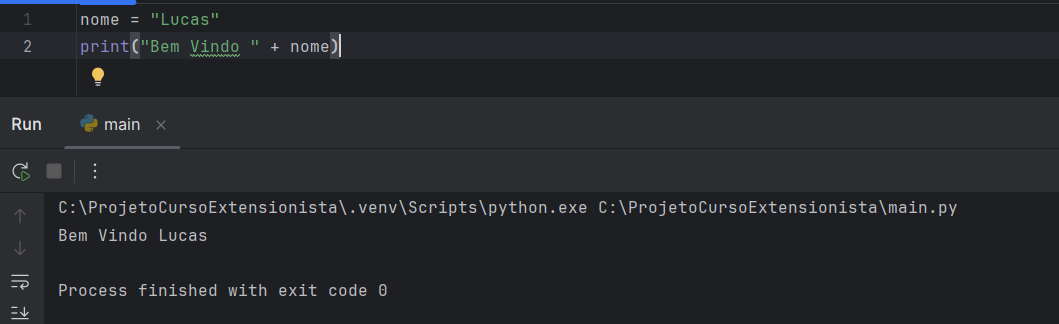 1 nome = "Lucas"
2 print("Bem Vindo " + nome)
Run main
C:\ProjetoCursoExtensionista\.venv\Scripts\python.exe C:\ProjetoCursoExtensionista\main.py
Bem Vindo Lucas
Process finished with exit code 0